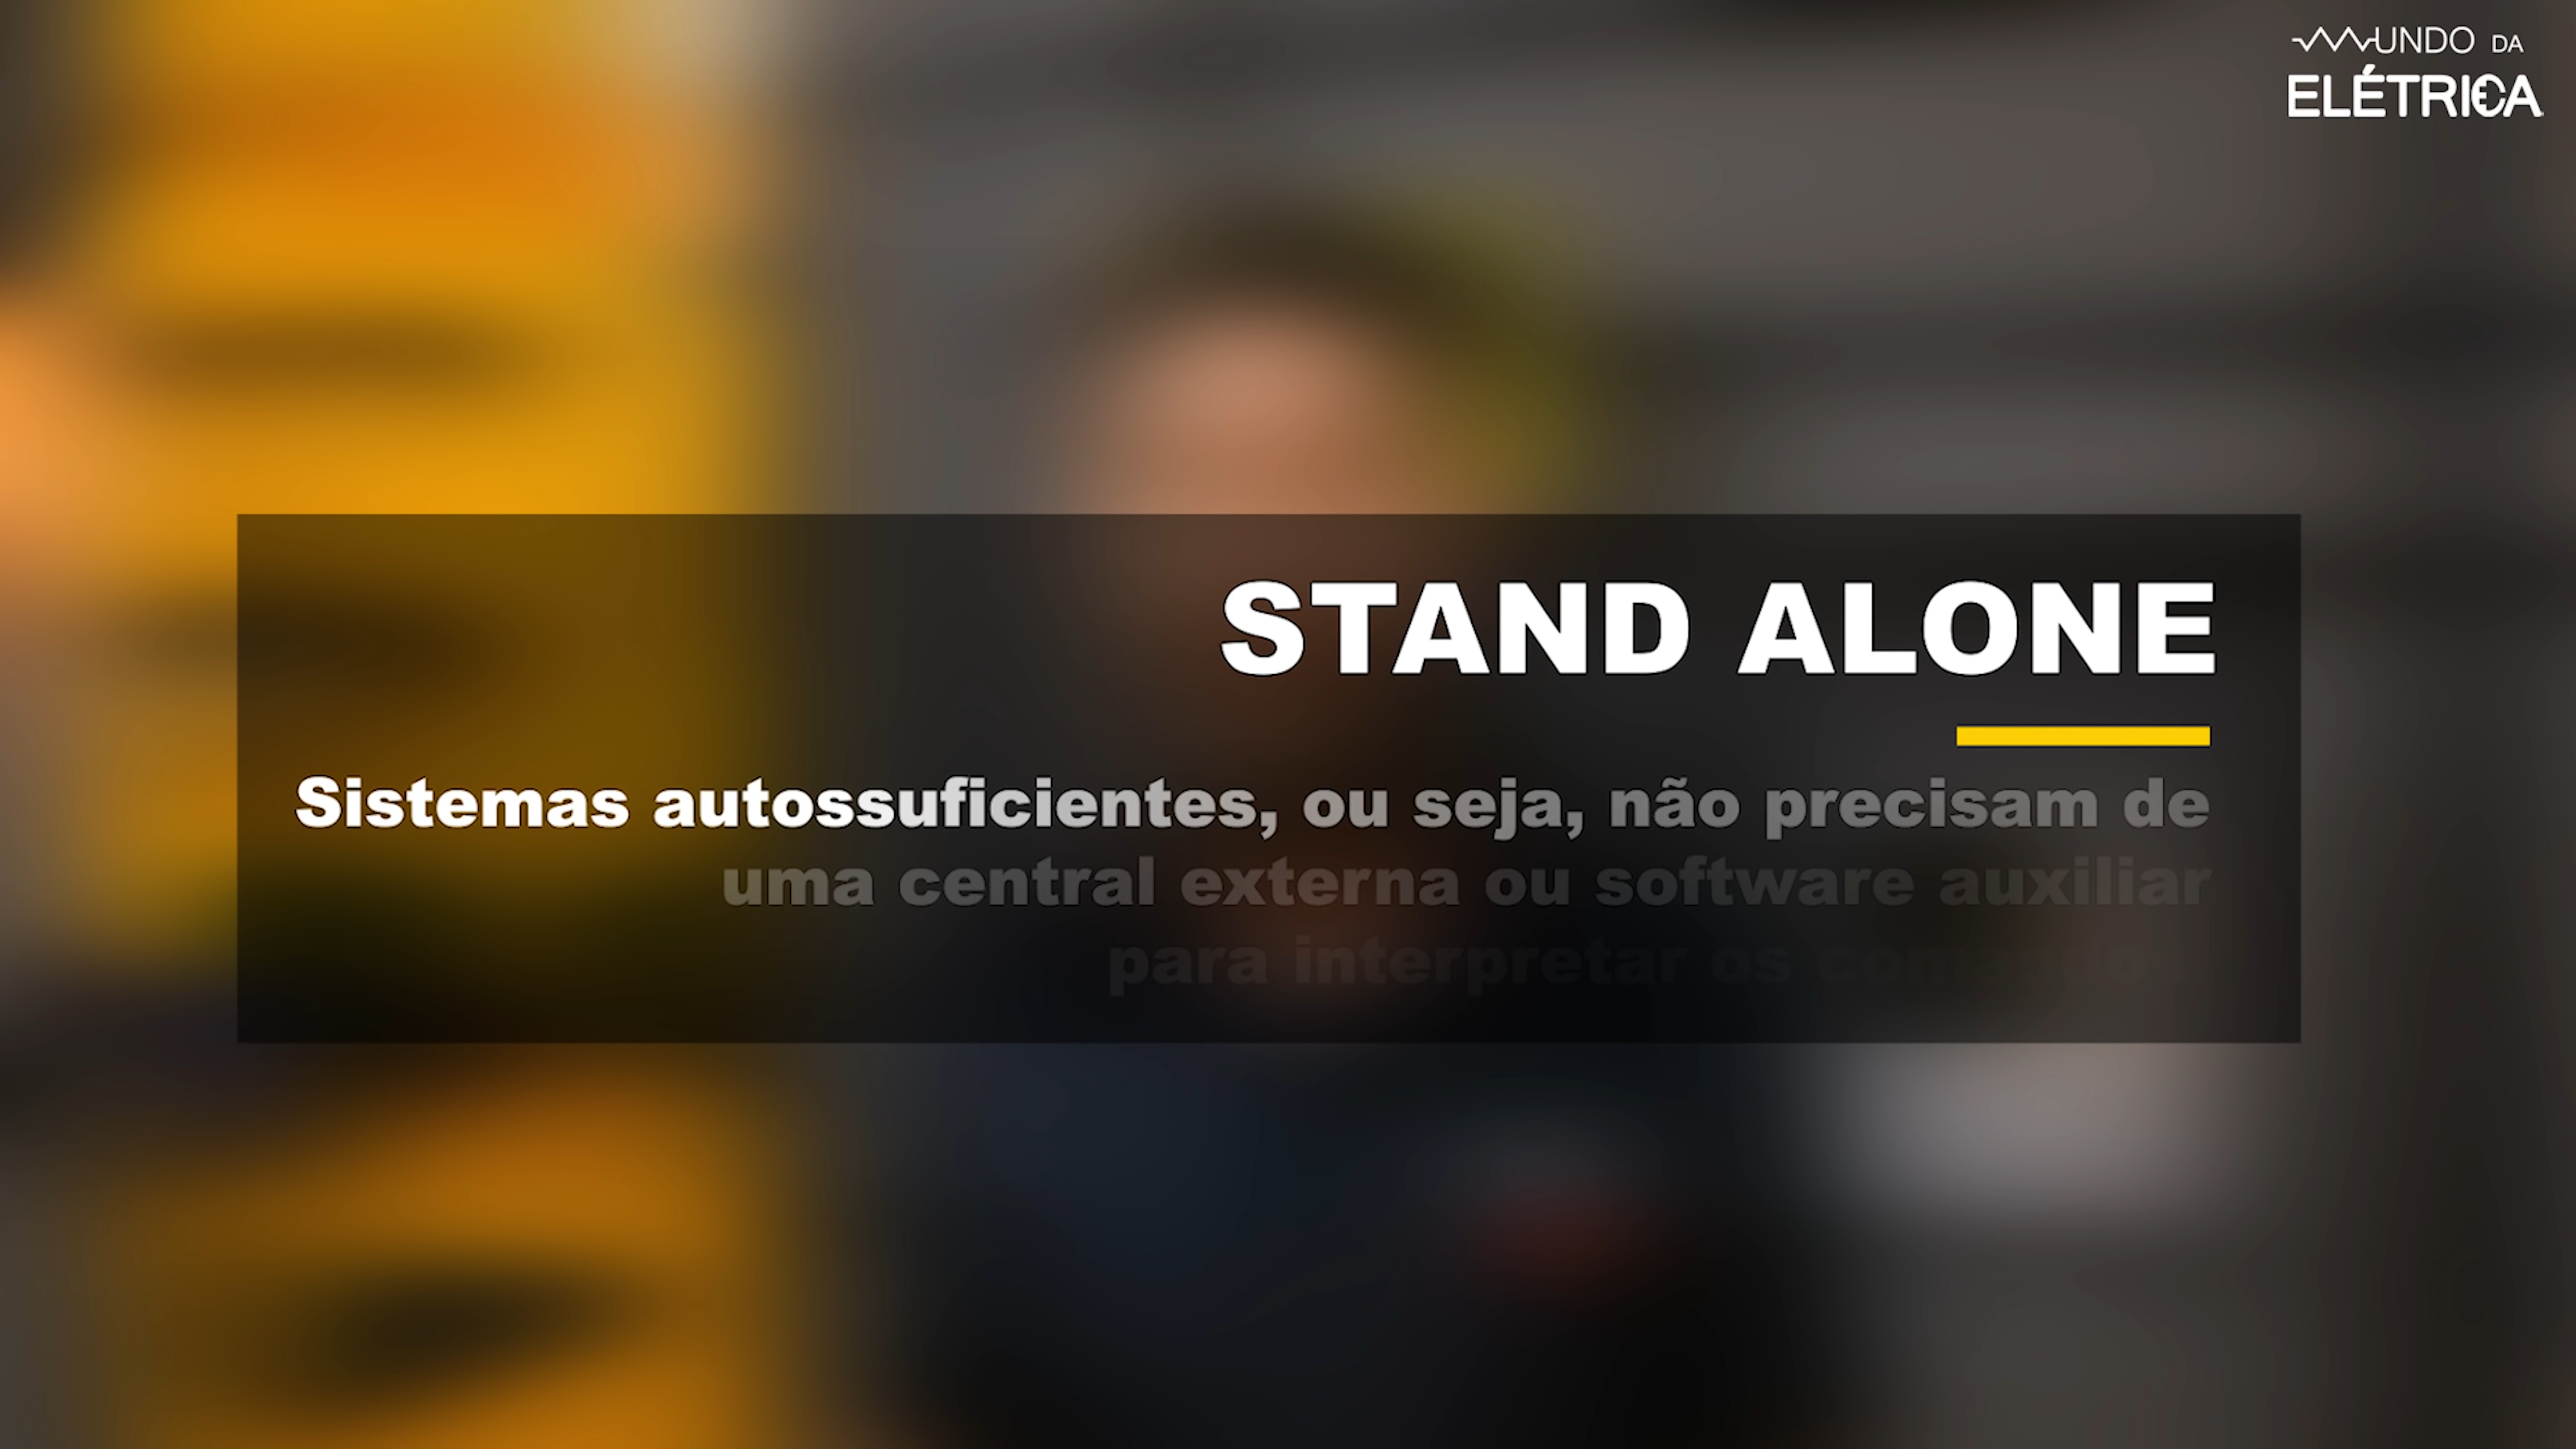 MUNDO DA
ELÉTRICA
STAND ALONE
Sistemas autossuficientes, ou seja, não precisam de
uma central externa ou software auxiliar
para interpretar os